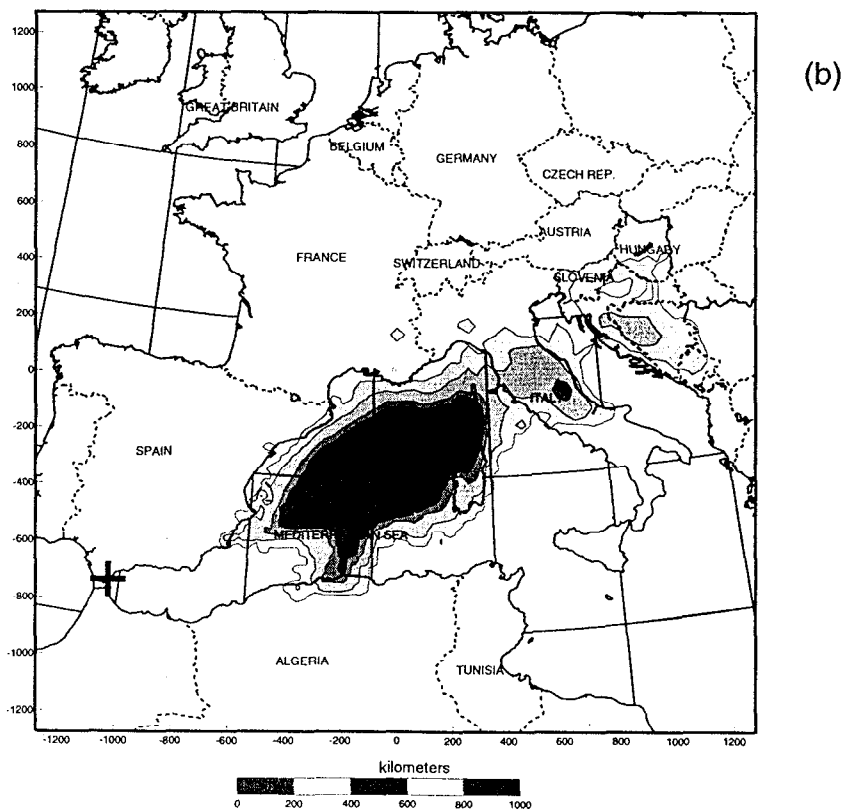 (b)
1200
1000
800
600
400
200
0
-200
-400
-600
-800
-1000
-1200
GREAT BRITAIN
BELGIUM
GERMANY
CZECH REP.
AUSTRIA
HUNGARY
FRANCE
SWITZERLAND
SLOVENIA
ITALY
SPAIN
MEDITERRANEAN SEA
ALGERIA
TUNISIA
-1200 -1000 -800 -600 -400 -200 0 200 400 600 800 1000 1200
kilometers
0 200 400 600 800 1000